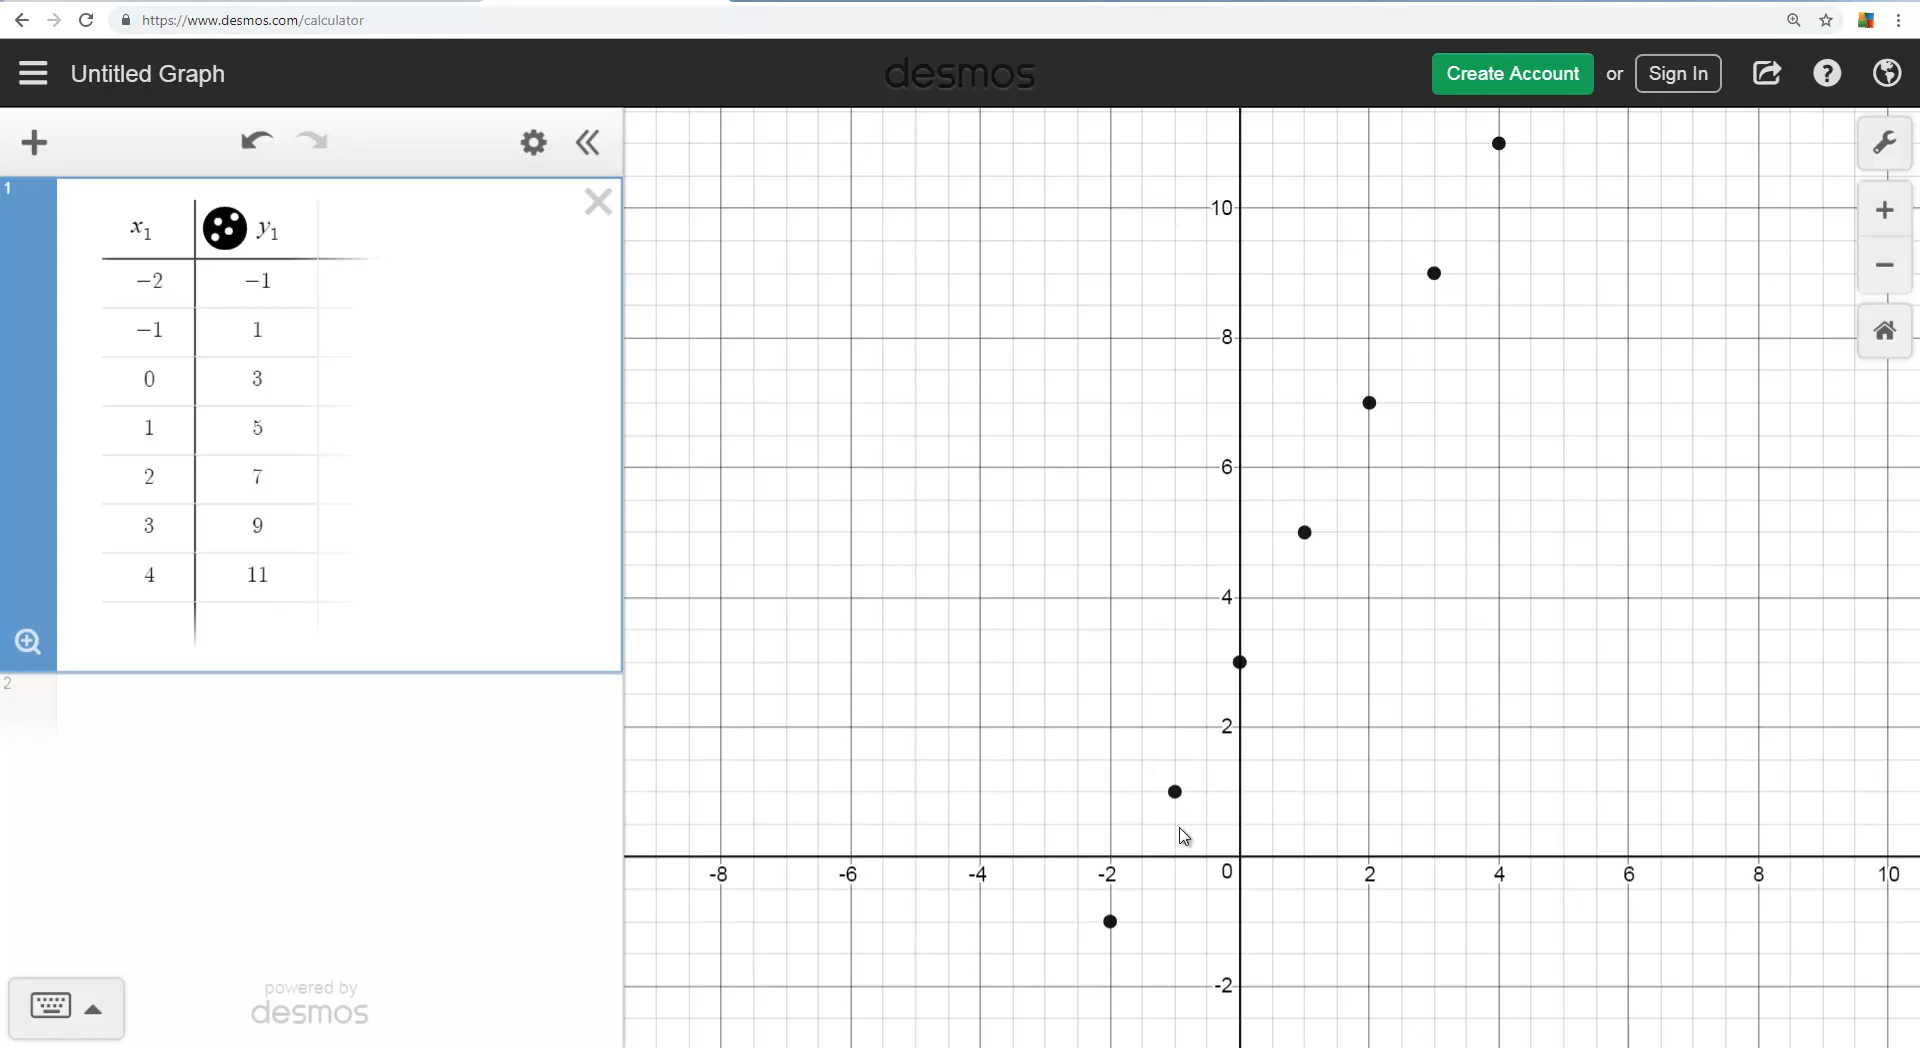 https://www.desmos.com/calculator
Untitled Graph
desmos
Create Account or Sign In
1
x₁ y₁
−2 −1
−1 1
0 3
1 5
2 7
3 9
4 11
2
powered by
desmos
10
8
6
4
2
-8 -6 -4 -2 0 2 4 6 8 10
-2